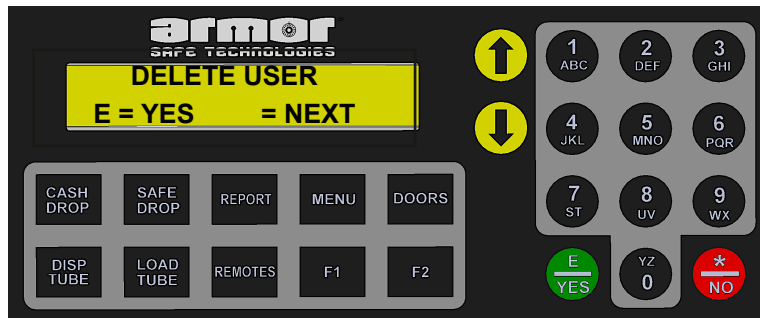 armor
SAFE TECHNOLOGIES
DELETE USER
E = YES = NEXT
1
ABC
2
DEF
3
GHI
4
JKL
5
MNO
6
PQR
7
ST
8
UV
9
WX
E
YES
YZ
0
*
NO
CASH
DROP
SAFE
DROP
REPORT
MENU
DOORS
DISP
TUBE
LOAD
TUBE
REMOTES
F1
F2